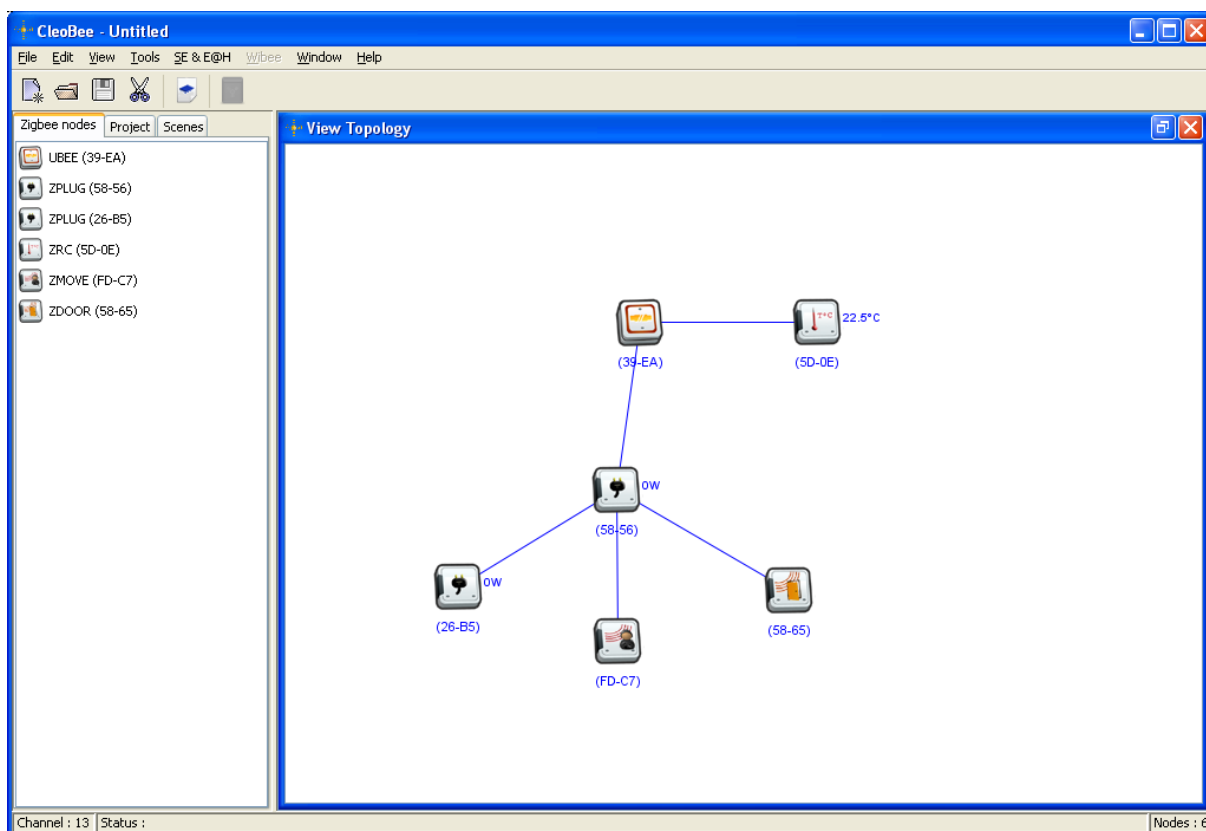 CleoBee - Untitled
File Edit View Tools SE & E@H Wibee Window Help
Zigbee nodes Project Scenes
View Topology
UBEE (39-EA)
ZPLUG (58-56)
ZPLUG (26-B5)
ZRC (5D-0E)
ZMOVE (FD-C7)
ZDOOR (58-65)
T°C 22.5°C
(39-EA) (5D-0E)
0W
(58-56)
0W
(26-B5) (58-65)
(FD-C7)
Channel : 13 Status : Nodes : 6